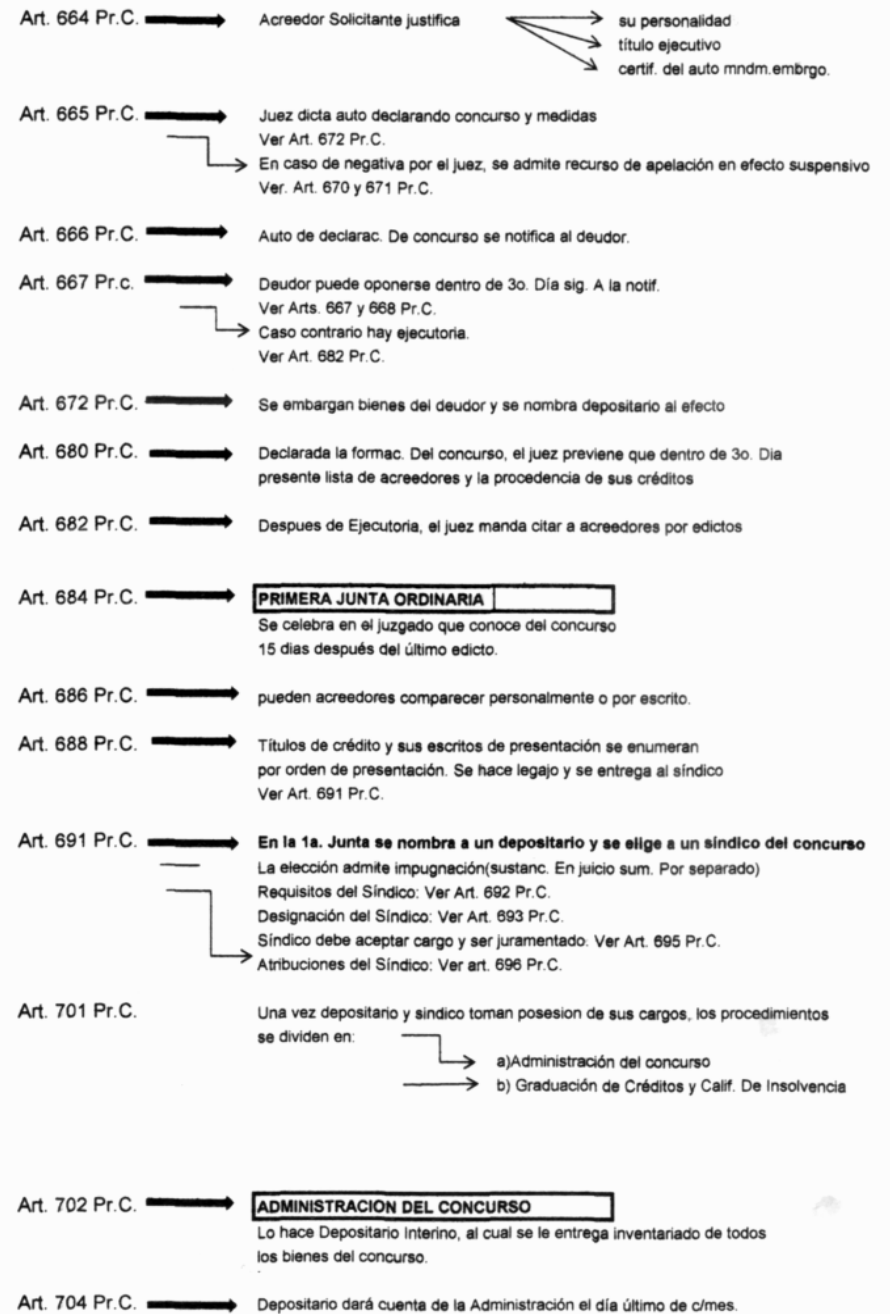 Art. 664 Pr.C. Acreedor Solicitante justifica su personalidad
título ejecutivo
certif. del auto mndm.embrgo.
Art. 665 Pr.C. Juez dicta auto declarando concurso y medidas
Ver Art. 672 Pr.C.
En caso de negativa por el juez, se admite recurso de apelación en efecto suspensivo
Ver. Art. 670 y 671 Pr.C.
Art. 666 Pr.C. Auto de declarac. De concurso se notifica al deudor.
Art. 667 Pr.c. Deudor puede oponerse dentro de 3o. Día sig. A la notif.
Ver Arts. 667 y 668 Pr.C.
Caso contrario hay ejecutoria.
Ver Art. 682 Pr.C.
Art. 672 Pr.C. Se embargan bienes del deudor y se nombra depositario al efecto
Art. 680 Pr.C. Declarada la formac. Del concurso, el juez previene que dentro de 3o. Dia
presente lista de acreedores y la procedencia de sus créditos
Art. 682 Pr.C. Despues de Ejecutoria, el juez manda citar a acreedores por edictos
Art. 684 Pr.C. PRIMERA JUNTA ORDINARIA
Se celebra en el juzgado que conoce del concurso
15 dias después del último edicto.
Art. 686 Pr.C. pueden acreedores comparecer personalmente o por escrito.
Art. 688 Pr.C. Títulos de crédito y sus escritos de presentación se enumeran
por orden de presentación. Se hace legajo y se entrega al síndico
Ver Art. 691 Pr.C.
Art. 691 Pr.C. En la 1a. Junta se nombra a un depositario y se elige a un síndico del concurso
La elección admite impugnación(sustanc. En juicio sum. Por separado)
Requisitos del Síndico: Ver Art. 692 Pr.C.
Designación del Síndico: Ver Art. 693 Pr.C.
Síndico debe aceptar cargo y ser juramentado. Ver Art. 695 Pr.C.
Atribuciones del Síndico: Ver art. 696 Pr.C.
Art. 701 Pr.C. Una vez depositario y sindico toman posesion de sus cargos, los procedimientos
se dividen en:
a)Administración del concurso
b) Graduación de Créditos y Calif. De Insolvencia
Art. 702 Pr.C. ADMINISTRACION DEL CONCURSO
Lo hace Depositario Interino, al cual se le entrega inventariado de todos
los bienes del concurso.
Art. 704 Pr.C. Depositario dará cuenta de la Administración el día último de c/mes.